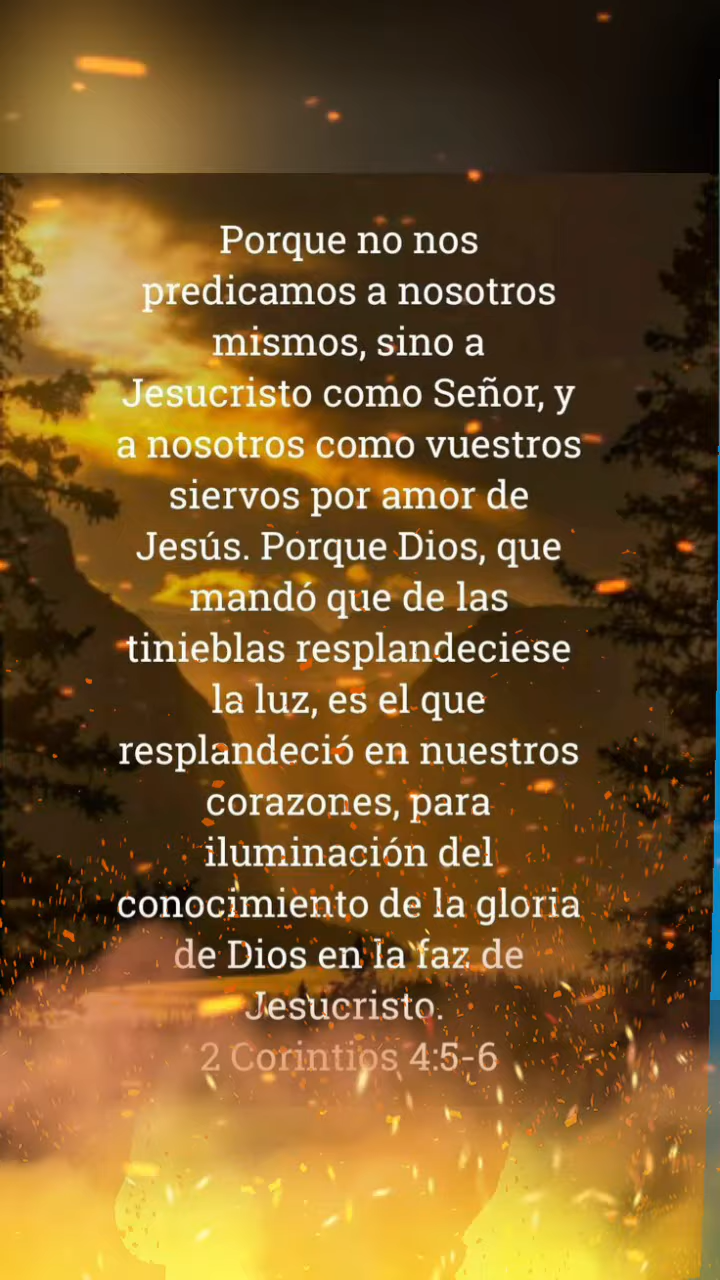 Porque no nos
predicamos a nosotros
mismos, sino a
Jesucristo como Señor, y
a nosotros como vuestros
siervos por amor de
Jesús. Porque Dios, que
mandó que de las
tinieblas resplandeciese
la luz, es el que
resplandeció en nuestros
corazones, para
iluminación del
conocimiento de la gloria
de Dios en la faz de
Jesucristo.
2 Corintios 4:5-6